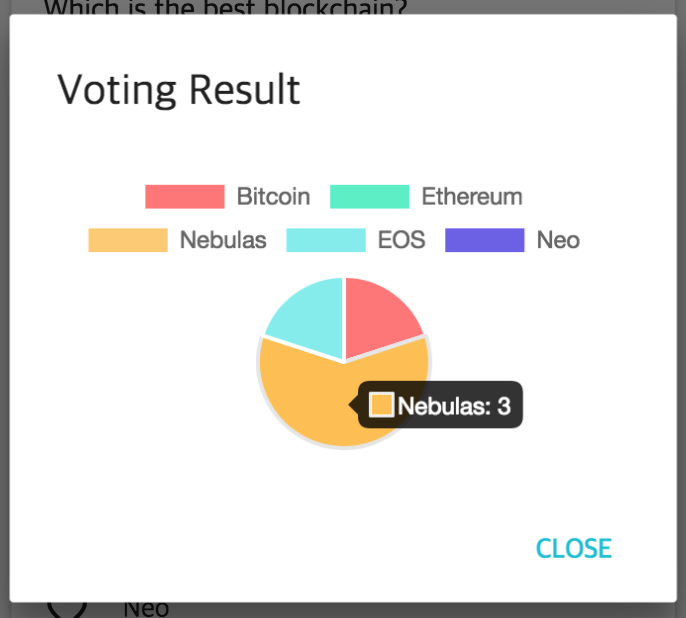 Which is the best blockchain?
Voting Result
Bitcoin Ethereum
Nebulas EOS Neo
Nebulas: 3
CLOSE
Neo